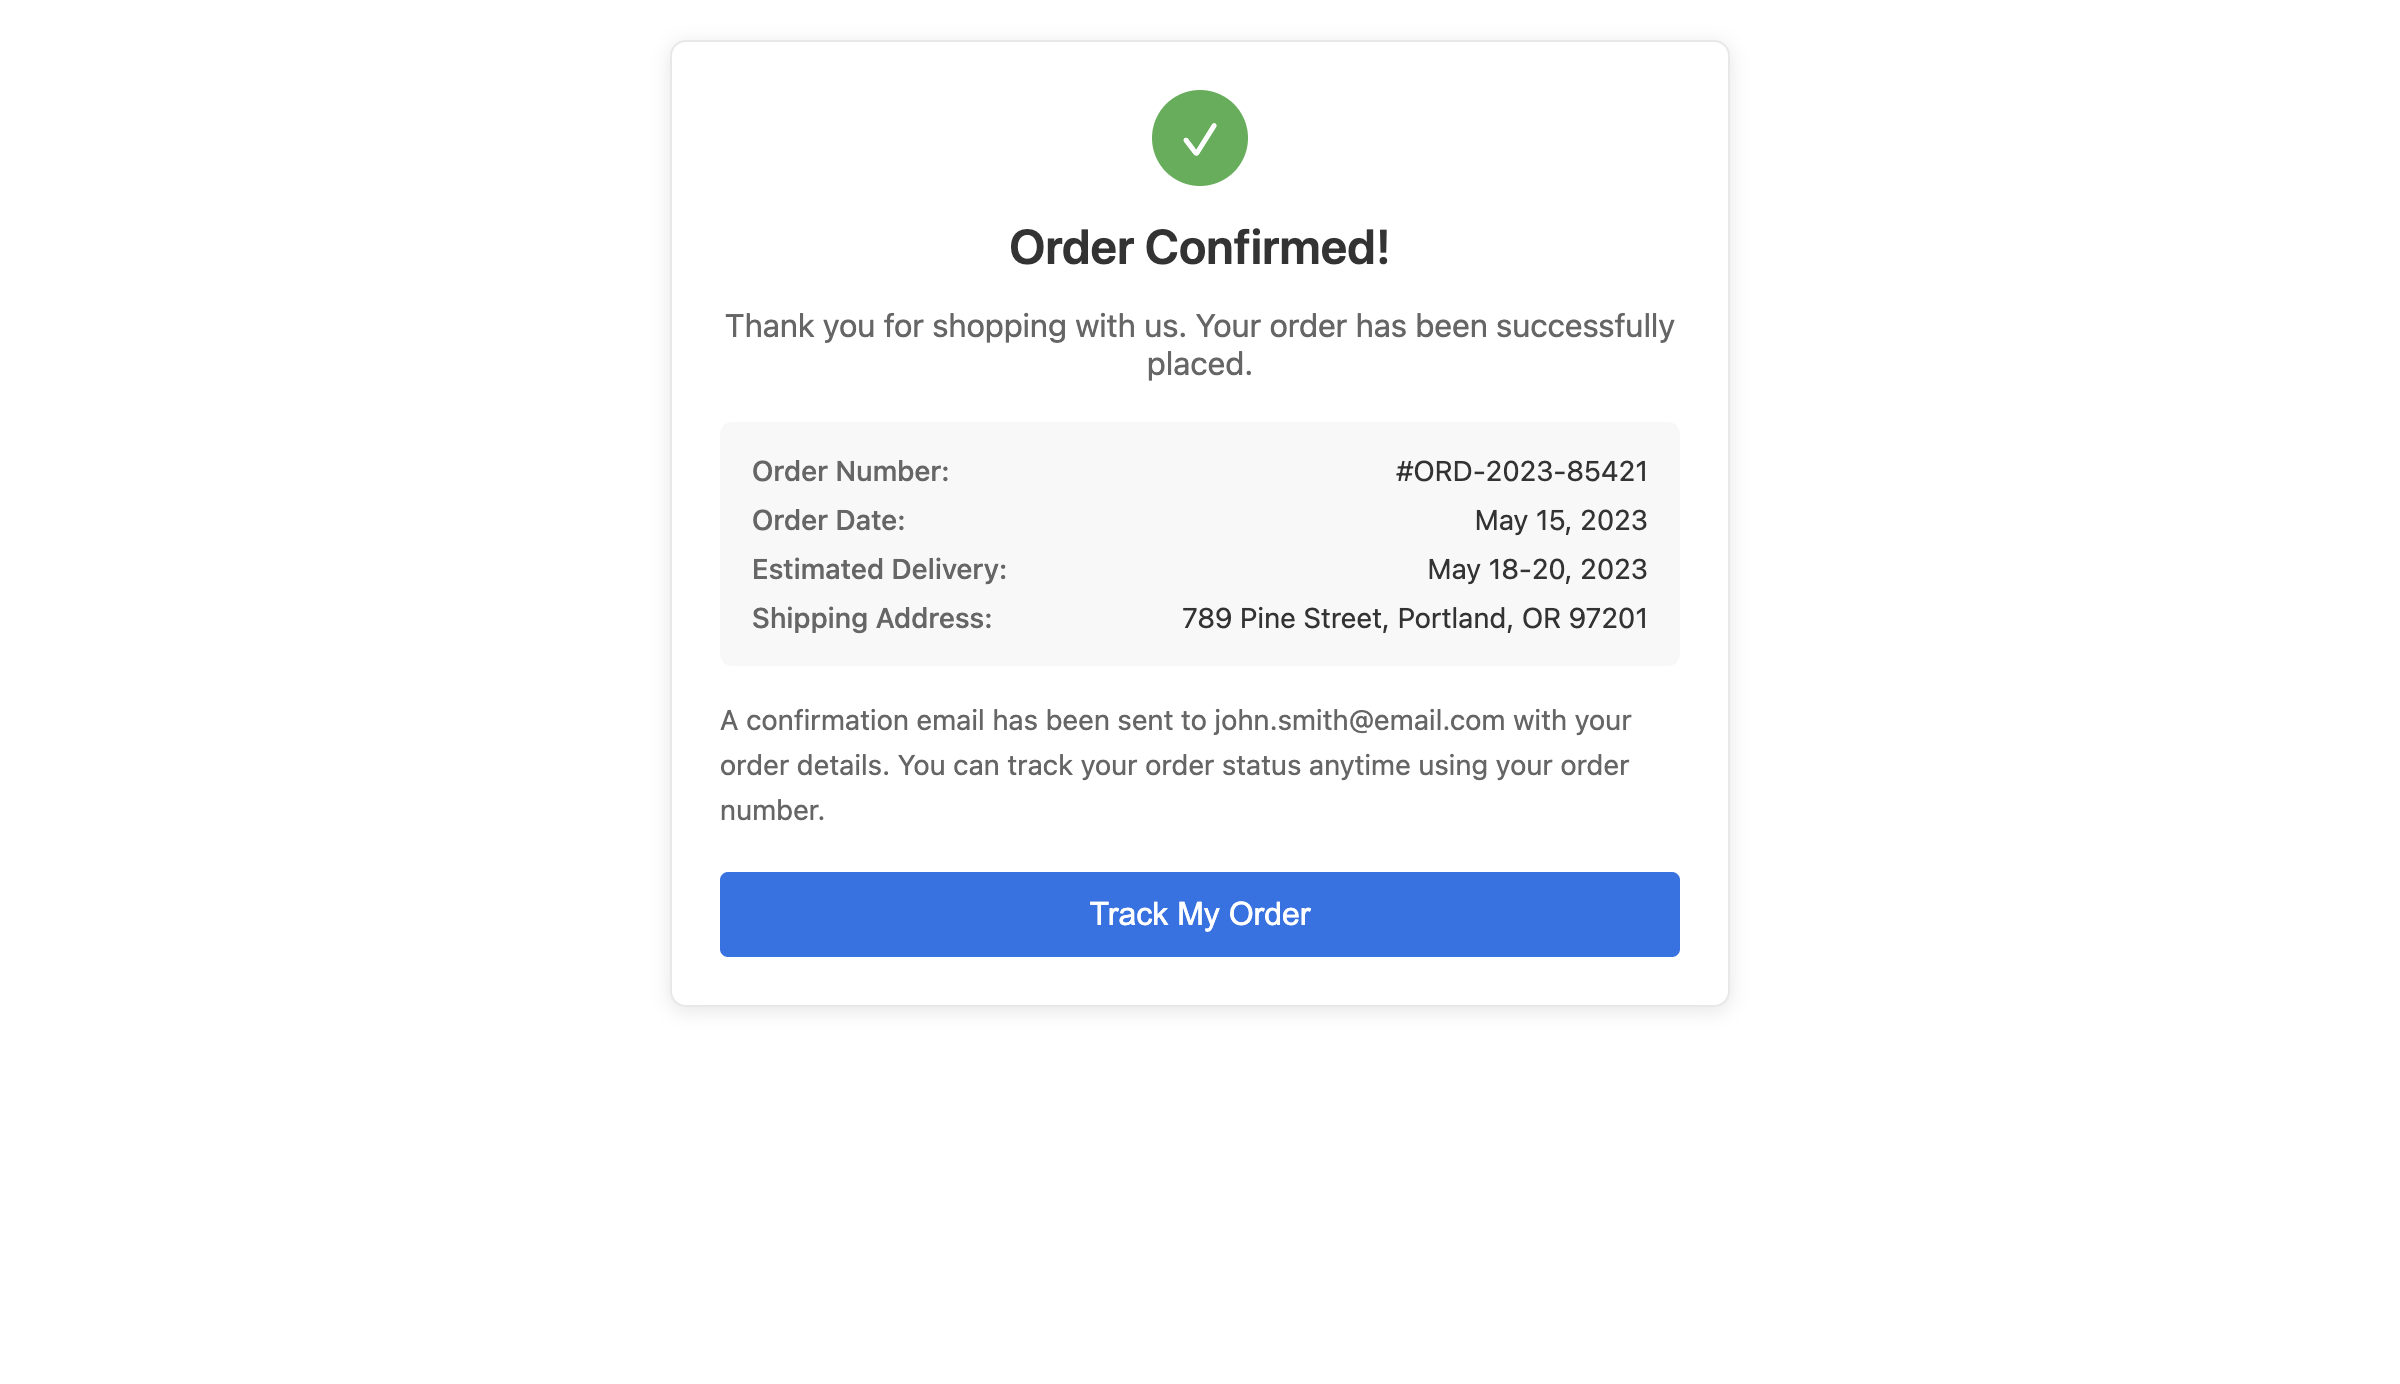 Order Confirmed!
Thank you for shopping with us. Your order has been successfully
placed.
Order Number: #ORD-2023-85421
Order Date: May 15, 2023
Estimated Delivery: May 18-20, 2023
Shipping Address: 789 Pine Street, Portland, OR 97201
A confirmation email has been sent to john.smith@email.com with your
order details. You can track your order status anytime using your order
number.
Track My Order